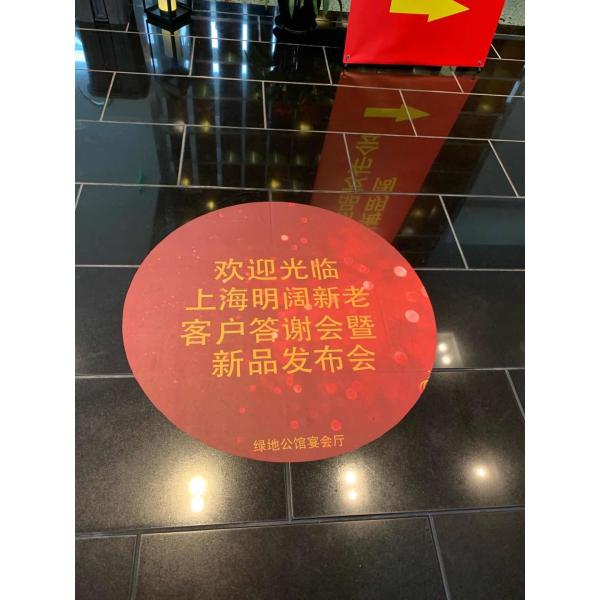 欢迎光临
上海明阔新老
客户答谢会暨
新品发布会
绿地公馆宴会厅